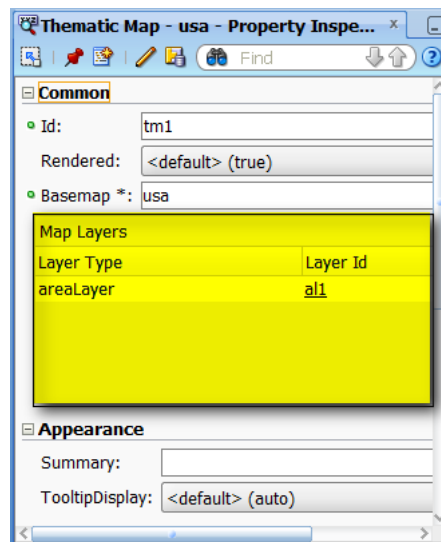 Thematic Map - usa - Property Inspe... ×
Find
Common
Id: tm1
Rendered: <default> (true)
Basemap *: usa
Map Layers
Layer Type Layer Id
areaLayer al1
Appearance
Summary:
TooltipDisplay: <default> (auto)